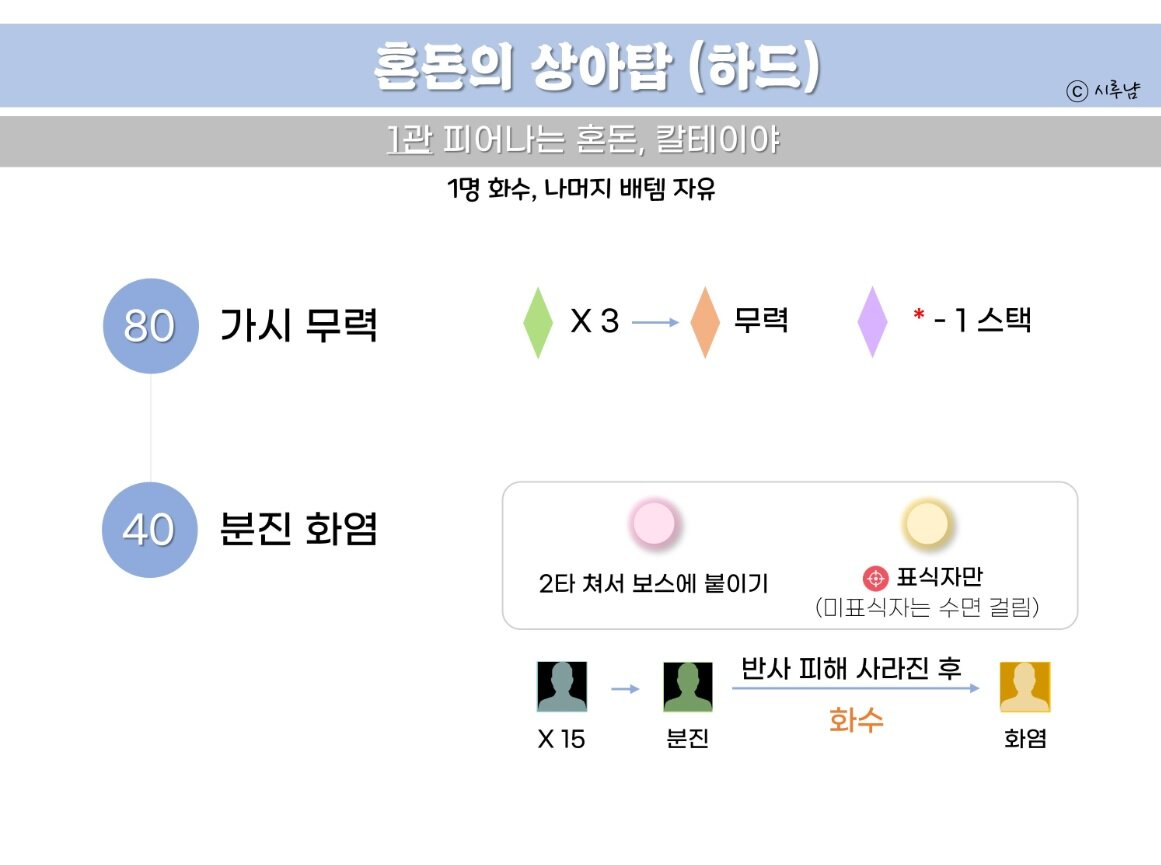 혼돈의 상아탑 (하드)
ⓒ 시루냠
1관 피어나는 혼돈, 칼테이야
1명 화수, 나머지 배템 자유
80 가시 무력 X 3 무력 * - 1 스택
40 분진 화염
2타 쳐서 보스에 붙이기
표식자만
(미표식자는 수면 걸림)
반사 피해 사라진 후
화수
X 15 분진 화염